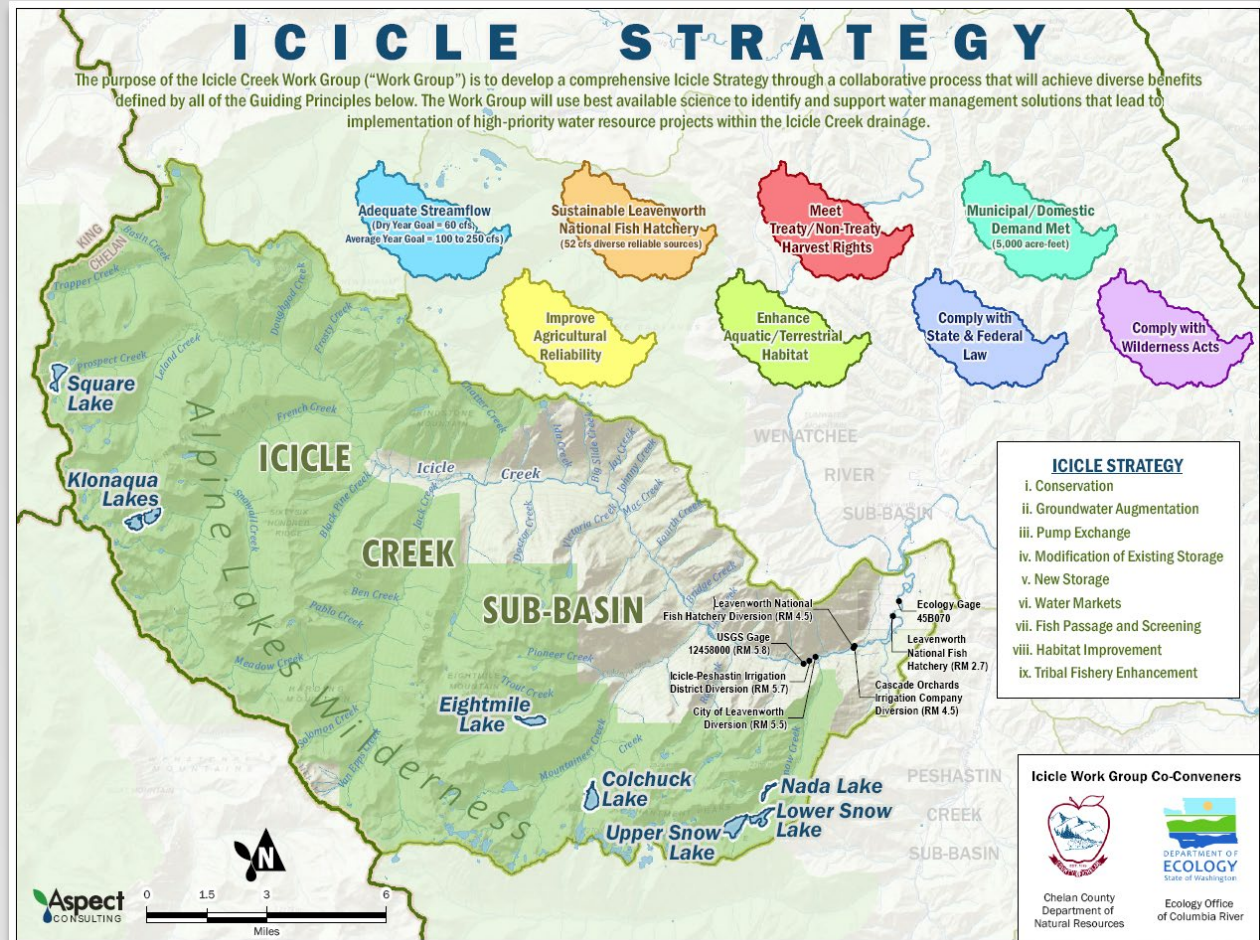 ICICLE STRATEGY
The purpose of the Icicle Creek Work Group ("Work Group") is to develop a comprehensive Icicle Strategy through a collaborative process that will achieve diverse benefits
defined by all of the Guiding Principles below. The Work Group will use best available science to identify and support water management solutions that lead to
implementation of high-priority water resource projects within the Icicle Creek drainage.
Adequate Streamflow
(Dry Year Goal = 60 cfs)
Average Year Goal = 100 to 250 cfs)
Sustainable Leavenworth
National Fish Hatchery
(52 cfs diverse reliable sources)
Meet
Treaty/Non-Treaty
Harvest Rights
Municipal/Domestic
Demand Met
(5,000 acre-feet)
Improve
Agricultural
Reliability
Enhance
Aquatic/Terrestrial
Habitat
Comply with
State & Federal
Law
Comply with
Wilderness Acts
KING
CHELAN
Basin Creek
Trapper Creek
Doughgod Creek
Frosty Creek
Prospect Creek
Leland Creek
Square
Lake
French Creek
Chatter Creek
Big Slide Creek
Jay Creek
Johnny Creek
Mac Creek
Fourth Creek
Victoria Creek
Doctor Creek
Jack Creek
Black Pine Creek
Snowall Creek
Icicle Creek
ICICLE
CREEK
SUB-BASIN
Klonaqua
Lakes
Alpine Lakes Wilderness
Ben Creek
Pablo Creek
Meadow Creek
Solomon Creek
Van Epps Creek
Pioneer Creek
Trout Creek
EIGHTMILE
MOUNTAIN
Eightmile
Lake
Mountaineer Creek
Creek
Bridge Creek
WENATCHEE
RIVER
SUB-BASIN
Leavenworth National
Fish Hatchery Diversion (RM 4.5)
USGS Gage
12458000 (RM 5.8)
Icicle-Peshastin Irrigation
District Diversion (RM 5.7)
City of Leavenworth
Diversion (RM 5.5)
Ecology Gage
45B070
Leavenworth
National Fish
Hatchery (RM 2.7)
Cascade Orchards
Irrigation Company
Diversion (RM 4.5)
Colchuck
Lake
Nada Lake
Lower Snow
Lake
Upper Snow
Lake
PESHASTIN
CREEK
SUB-BASIN
ICICLE STRATEGY
i. Conservation
ii. Groundwater Augmentation
iii. Pump Exchange
iv. Modification of Existing Storage
v. New Storage
vi. Water Markets
vii. Fish Passage and Screening
viii. Habitat Improvement
ix. Tribal Fishery Enhancement
Icicle Work Group Co-Conveners
DEPARTMENT OF
ECOLOGY
State of Washington
Chelan County
Department of
Natural Resources
Ecology Office
of Columbia River
N
Aspect
CONSULTING
0 1.5 3 6
Miles